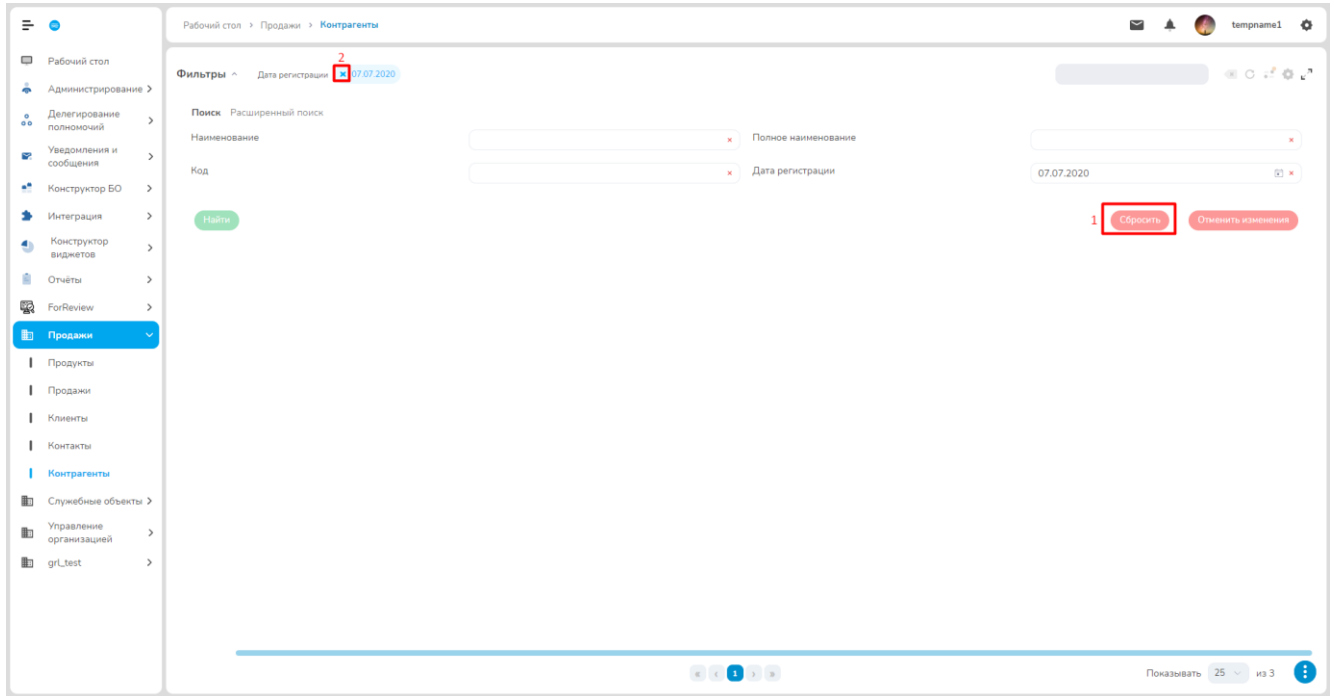 Рабочий стол > Продажи > Контрагенты
tempname1
Рабочий стол
Администрирование
Делегирование
полномочий
Уведомления и
сообщения
Конструктор БО
Интеграция
Конструктор
виджетов
Отчёты
ForReview
Продажи
Продукты
Продажи
Клиенты
Контакты
Контрагенты
Служебные объекты
Управление
организацией
grl_test
2
Фильтры Дата регистрации × 07.07.2020
Поиск Расширенный поиск
Наименование
Полное наименование
Код
Дата регистрации 07.07.2020
Найти
1 Сбросить Отменить изменения
« ‹ 1 › »
Показывать 25 из 3